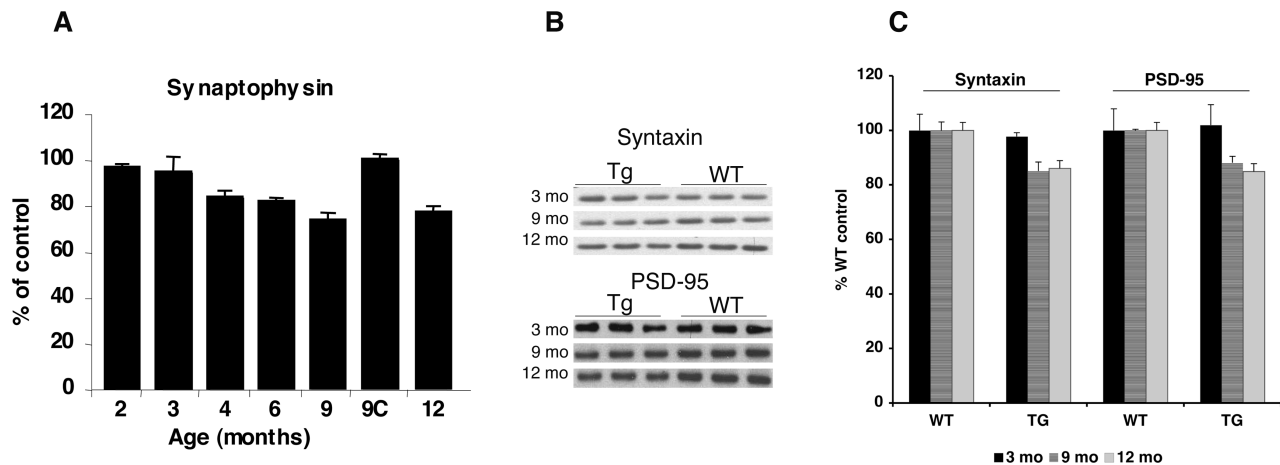 A
Synaptophysin
120
100
80
60
40
20
0
% of control
2 3 4 6 9 9C 12
Age (months)
B
Syntaxin
Tg WT
3 mo
9 mo
12 mo
PSD-95
Tg WT
3 mo
9 mo
12 mo
C
120
100
80
60
40
20
0
% WT control
Syntaxin PSD-95
WT TG WT TG
3 mo 9 mo 12 mo